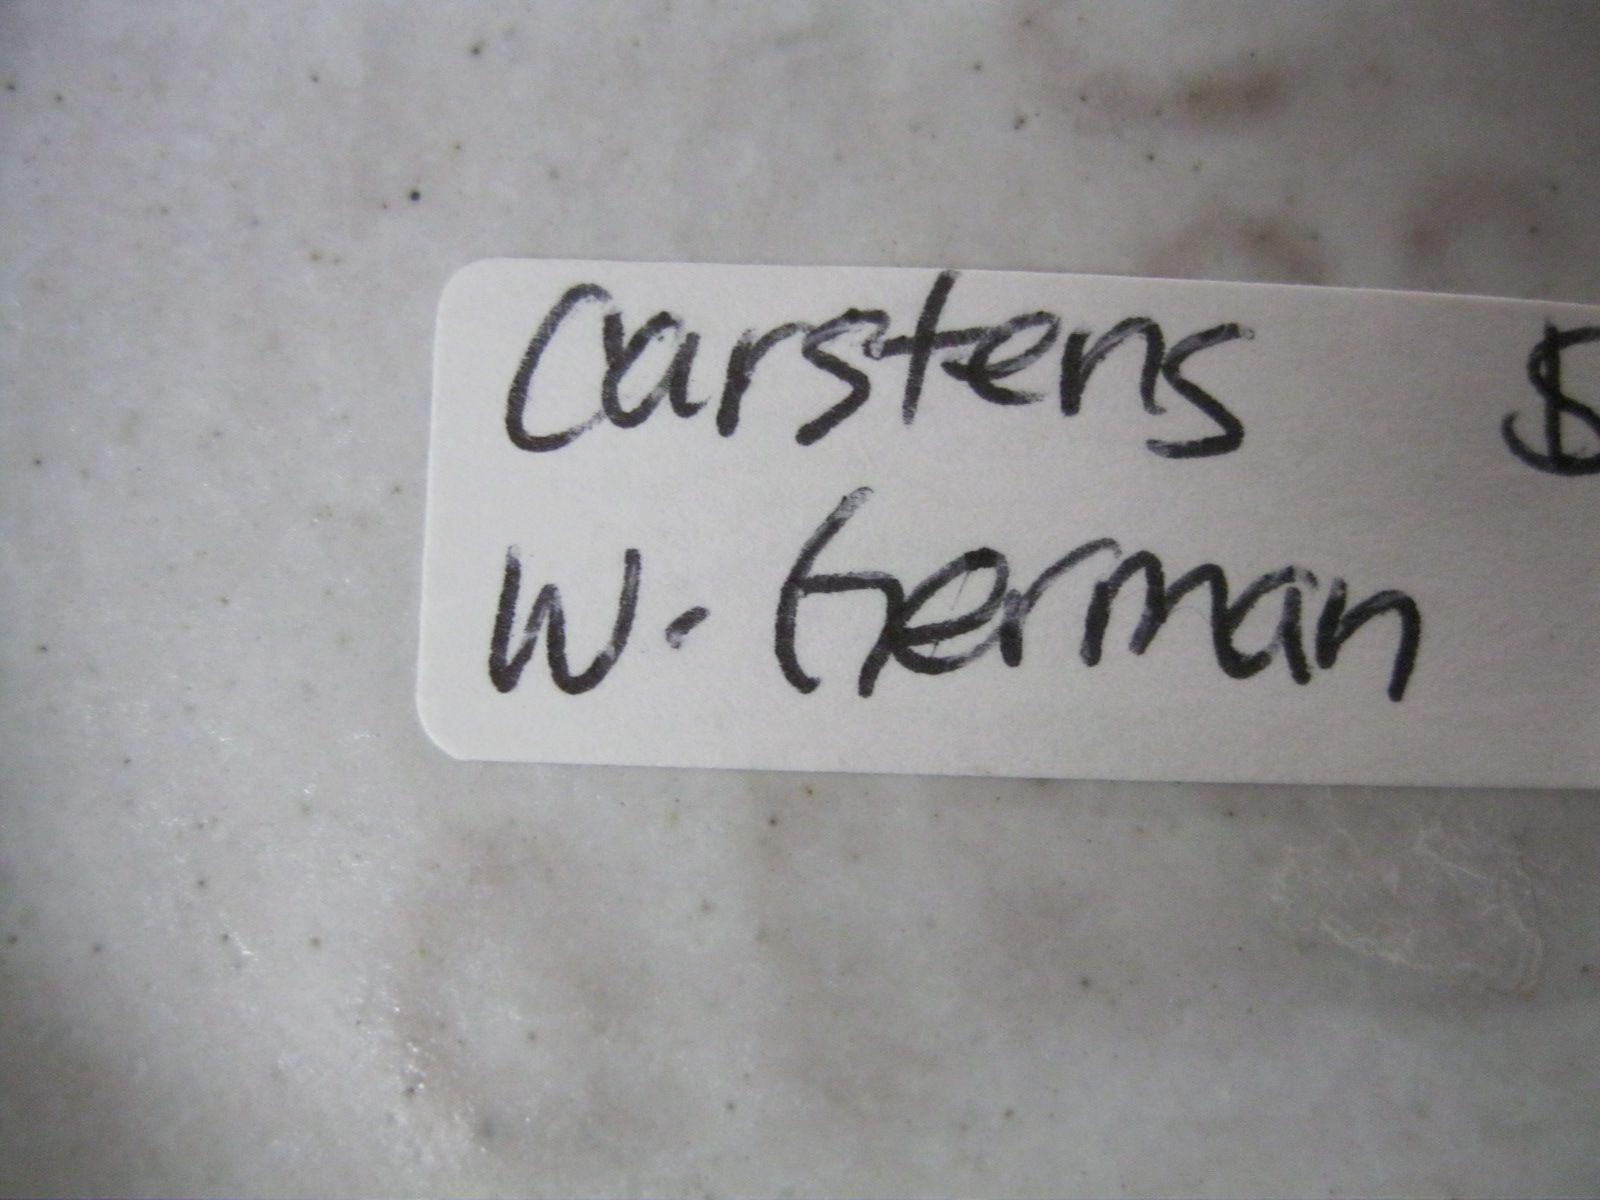 Carstens $
W. German